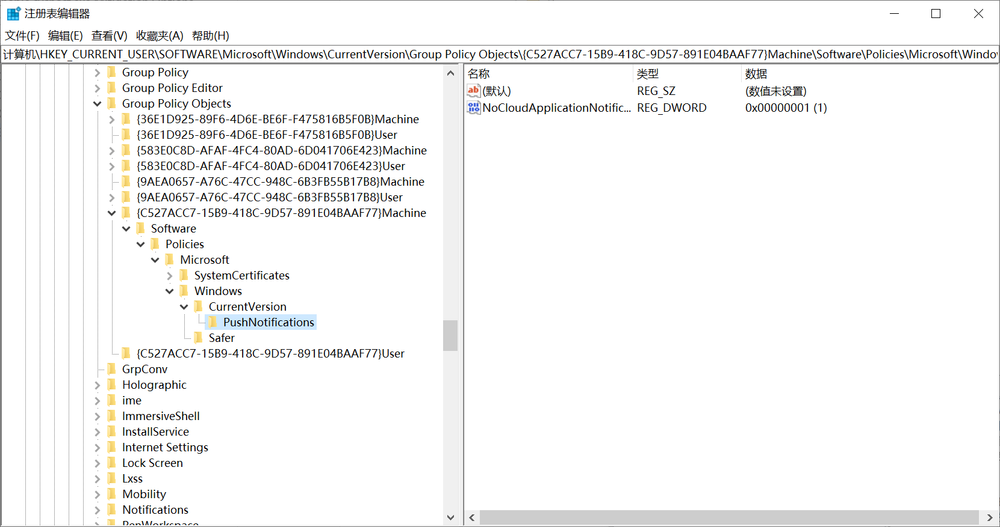 注册表编辑器
文件(F) 编辑(E) 查看(V) 收藏夹(A) 帮助(H)
计算机\HKEY_CURRENT_USER\SOFTWARE\Microsoft\Windows\CurrentVersion\Group Policy Objects\{C527ACC7-15B9-418C-9D57-891E04BAAF77}Machine\Software\Policies\Microsoft\Windo
Group Policy
Group Policy Editor
Group Policy Objects
{36E1D925-89F6-4D6E-BE6F-F475816B5F0B}Machine
{36E1D925-89F6-4D6E-BE6F-F475816B5F0B}User
{583E0C8D-AFAF-4FC4-80AD-6D041706E423}Machine
{583E0C8D-AFAF-4FC4-80AD-6D041706E423}User
{9AEA0657-A76C-47CC-948C-6B3FB55B17B8}Machine
{9AEA0657-A76C-47CC-948C-6B3FB55B17B8}User
{C527ACC7-15B9-418C-9D57-891E04BAAF77}Machine
Software
Policies
Microsoft
SystemCertificates
Windows
CurrentVersion
PushNotifications
Safer
{C527ACC7-15B9-418C-9D57-891E04BAAF77}User
GrpConv
Holographic
ime
ImmersiveShell
InstallService
Internet Settings
Lock Screen
Lxss
Mobility
Notifications
PenWorkspace
名称 类型 数据
(默认) REG_SZ (数值未设置)
NoCloudApplicationNotific... REG_DWORD 0x00000001 (1)